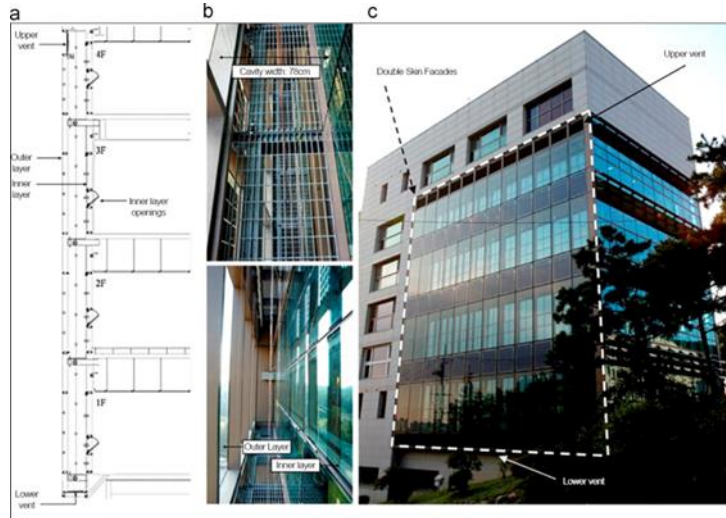 a
Upper
vent
4F
3F
Outer
layer
Inner
layer
Inner layer
openings
2F
1F
Lower
vent
b
Cavity width: 78cm
Outer Layer
Inner layer
c
Double Skin Facades
Upper vent
Lower vent